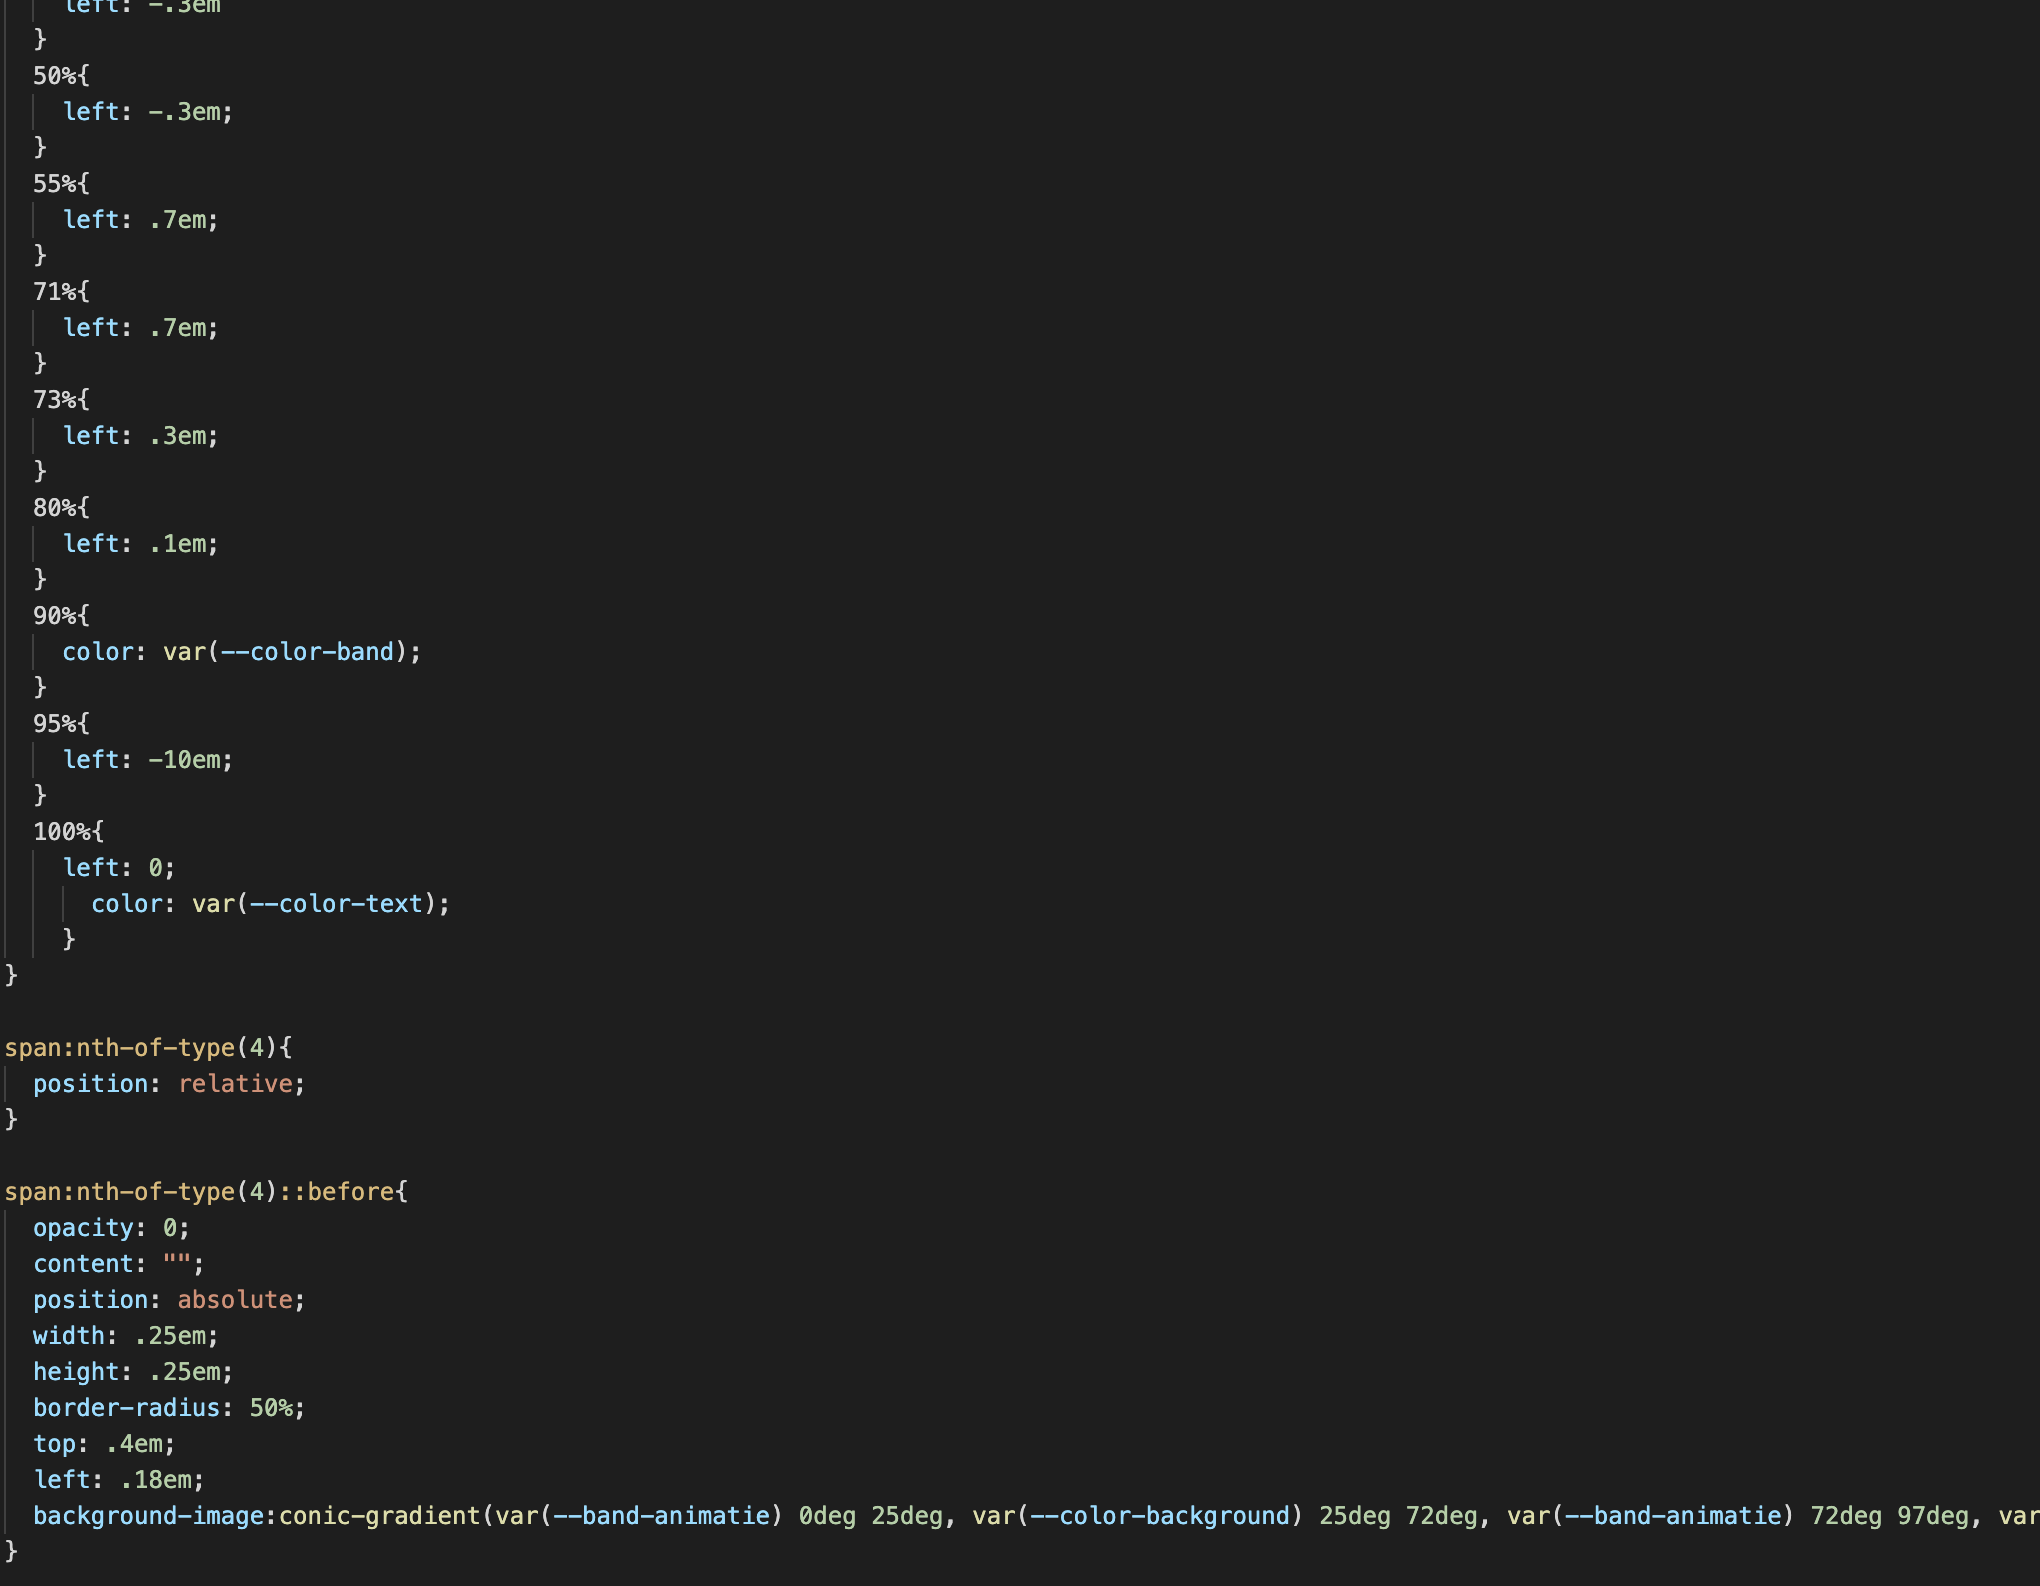 left: -.3em
}
50%{
left: -.3em;
}
55%{
left: .7em;
}
71%{
left: .7em;
}
73%{
left: .3em;
}
80%{
left: .1em;
}
90%{
color: var(--color-band);
}
95%{
left: -10em;
}
100%{
left: 0;
color: var(--color-text);
}
}
span:nth-of-type(4){
position: relative;
}
span:nth-of-type(4)::before{
opacity: 0;
content: "";
position: absolute;
width: .25em;
height: .25em;
border-radius: 50%;
top: .4em;
left: .18em;
background-image:conic-gradient(var(--band-animatie) 0deg 25deg, var(--color-background) 25deg 72deg, var(--band-animatie) 72deg 97deg, var
}